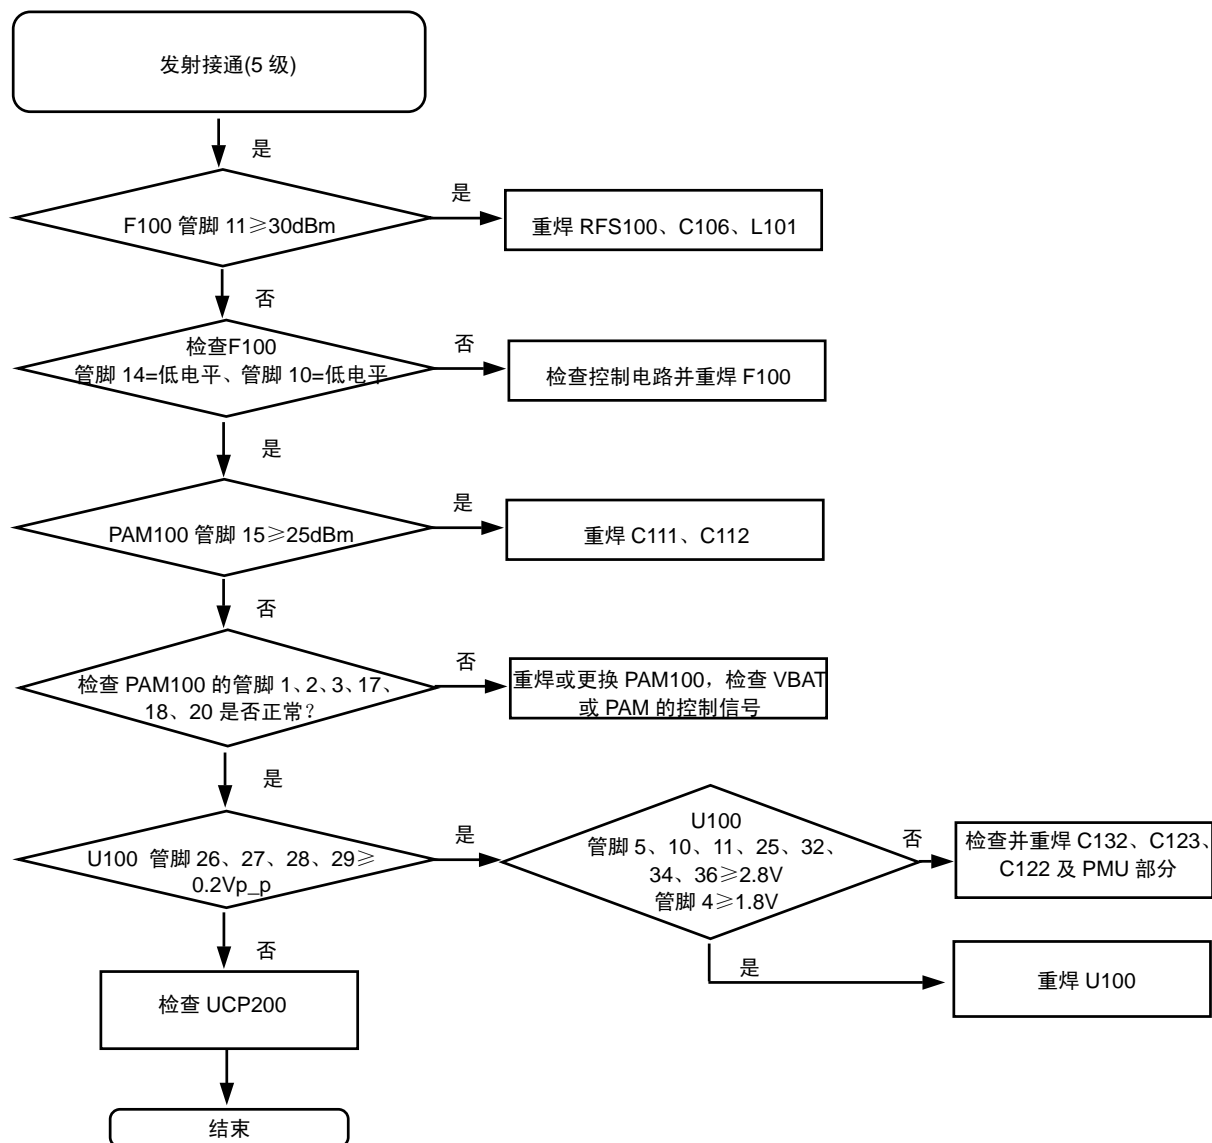 发射接通(5 级)
是
F100 管脚 11≥30dBm
是
重焊 RFS100、C106、L101
否
检查F100
管脚 14=低电平、管脚 10=低电平
否
检查控制电路并重焊 F100
是
PAM100 管脚 15≥25dBm
是
重焊 C111、C112
否
检查 PAM100 的管脚 1、2、3、17、
18、20 是否正常?
否
重焊或更换 PAM100，检查 VBAT
或 PAM 的控制信号
是
U100 管脚 26、27、28、29≥
0.2Vp_p
是
U100
管脚 5、10、11、25、32、
34、36≥2.8V
管脚 4≥1.8V
否
检查并重焊 C132、C123、
C122 及 PMU 部分
是
重焊 U100
否
检查 UCP200
结束